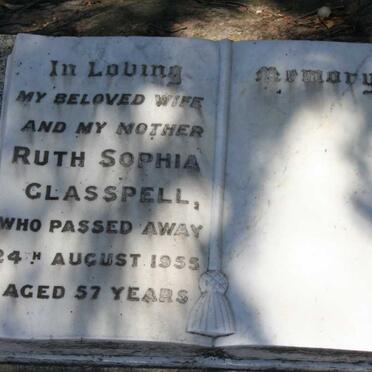 In Loving Memory
MY BELOVED WIFE
AND MY MOTHER
RUTH SOPHIA
GLASSPELL,
WHO PASSED AWAY
24TH AUGUST 1955
AGED 57 YEARS